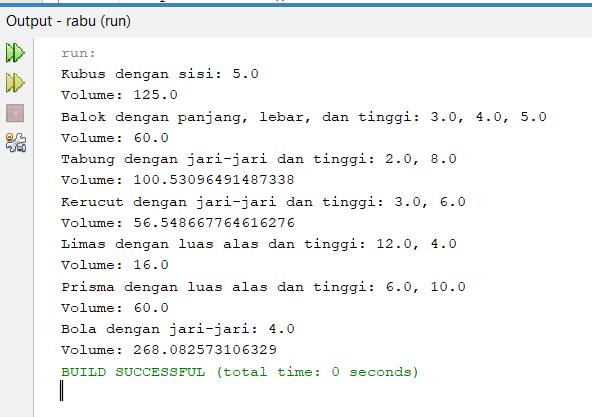 Output - rabu (run)
run:
Kubus dengan sisi: 5.0
Volume: 125.0
Balok dengan panjang, lebar, dan tinggi: 3.0, 4.0, 5.0
Volume: 60.0
Tabung dengan jari-jari dan tinggi: 2.0, 8.0
Volume: 100.53096491487338
Kerucut dengan jari-jari dan tinggi: 3.0, 6.0
Volume: 56.548667764616276
Limas dengan luas alas dan tinggi: 12.0, 4.0
Volume: 16.0
Prisma dengan luas alas dan tinggi: 6.0, 10.0
Volume: 60.0
Bola dengan jari-jari: 4.0
Volume: 268.082573106329
BUILD SUCCESSFUL (total time: 0 seconds)